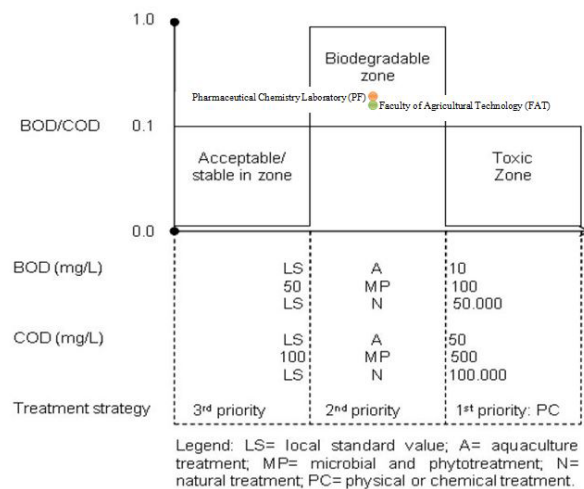 1.0
Biodegradable
zone
Pharmaceutical Chemistry Laboratory (PF)
Faculty of Agricultural Technology (FAT)
BOD/COD 0.1
Acceptable/ Toxic
stable in zone Zone
0.0
BOD (mg/L) LS A 10
50 MP 100
LS N 50.000
COD (mg/L) LS A 50
100 MP 500
LS N 100.000
Treatment strategy 3rd priority 2nd priority 1st priority: PC
Legend: LS= local standard value; A= aquaculture
treatment; MP= microbial and phytotreatment; N=
natural treatment; PC= physical or chemical treatment.